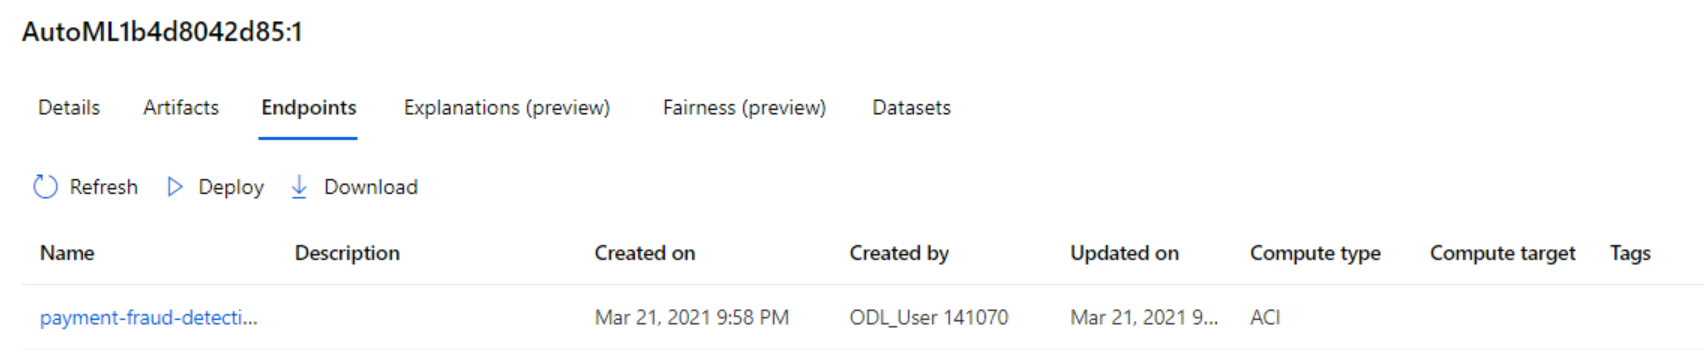 AutoML1b4d8042d85:1
Details Artifacts Endpoints Explanations (preview) Fairness (preview) Datasets
Refresh Deploy Download
Name Description Created on Created by Updated on Compute type Compute target Tags
payment-fraud-detecti... Mar 21, 2021 9:58 PM ODL_User 141070 Mar 21, 2021 9... ACI